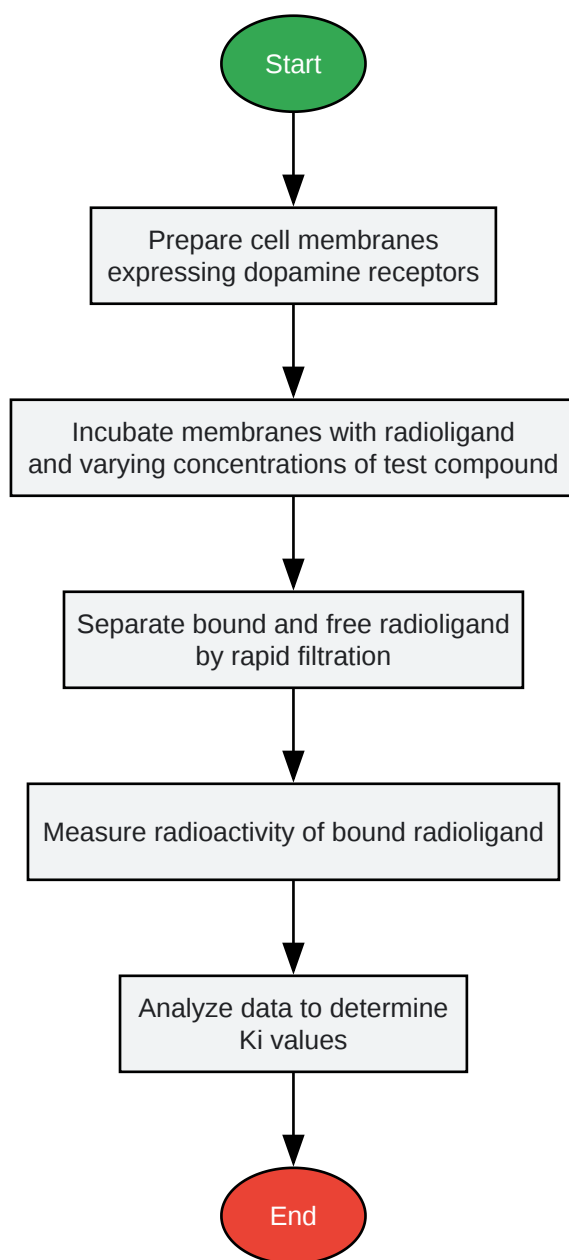 Start
Prepare cell membranes
expressing dopamine receptors
Incubate membranes with radioligand
and varying concentrations of test compound
Separate bound and free radioligand
by rapid filtration
Measure radioactivity of bound radioligand
Analyze data to determine
Ki values
End